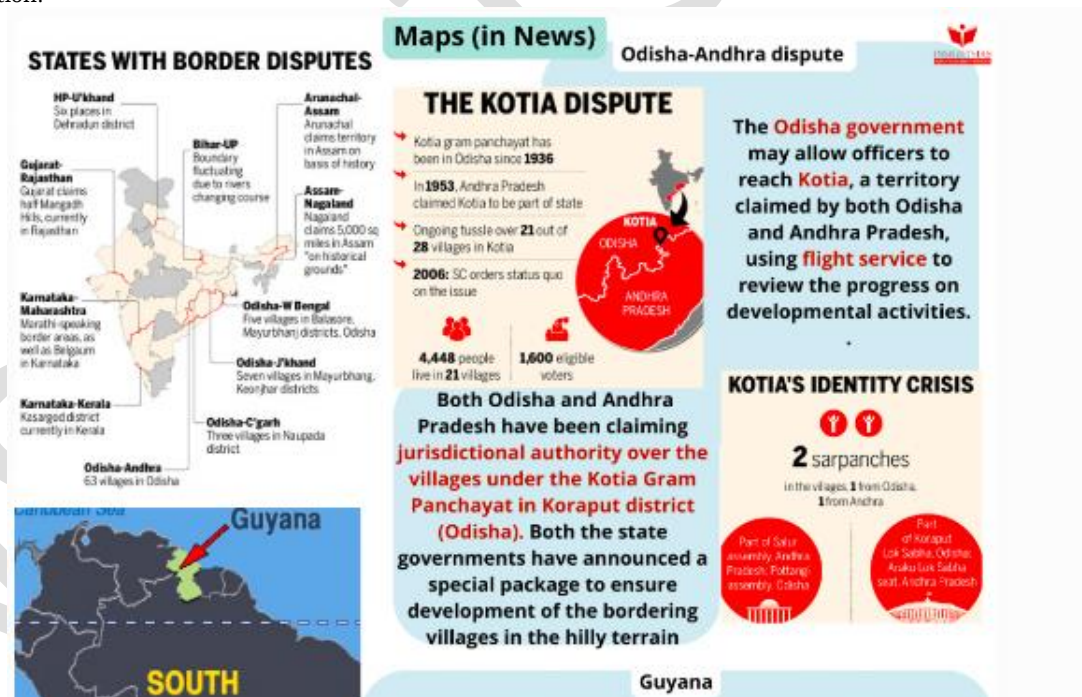 tion.
Maps (in News)
STATES WITH BORDER DISPUTES
HP-U'khand
Six places in
Dehradun district
Bihar-UP
Boundary
fluctuating
due to rivers
changing course
Arunachal-
Assam
Arunachal
claims territory
in Assam on
basis of history
Gujarat-
Rajasthan
Gujarat claims
half Mangadh
Hills, currently
in Rajasthan
Assam-
Nagaland
Nagaland
claims 5,000 sq
miles in Assam
"on historical
grounds"
Karnataka-
Maharashtra
Marathi-speaking
border areas, as
well as Belgaum
in Karnataka
Odisha-W Bengal
Five villages in Balasore,
Mayurbhanj districts, Odisha
Odisha-J'khand
Seven villages in Mayurbhang,
Keonjhar districts
Karnataka-Kerala
Kasargod district
currently in Kerala
Odisha-C'garh
Three villages in Naupada
district
Odisha-Andhra
63 villages in Odisha
Odisha-Andhra dispute
THE KOTIA DISPUTE
Kotia gram panchayat has
been in Odisha since 1936
In 1953, Andhra Pradesh
claimed Kotia to be part of state
Ongoing tussle over 21 out of
28 villages in Kotia
2006: SC orders status quo
on the issue
KOTIA
ODISHA
ANDHRA
PRADESH
4,448 people
live in 21 villages
1,600 eligible
voters
The Odisha government
may allow officers to
reach Kotia, a territory
claimed by both Odisha
and Andhra Pradesh,
using flight service to
review the progress on
developmental activities.
.
Both Odisha and Andhra
Pradesh have been claiming
jurisdictional authority over the
villages under the Kotia Gram
Panchayat in Koraput district
(Odisha). Both the state
governments have announced a
special package to ensure
development of the bordering
villages in the hilly terrain
KOTIA'S IDENTITY CRISIS
2 sarpanches
in the villages, 1 from Odisha,
1 from Andhra
Part of Salur
assembly, Andhra
Pradesh; Pottangi
assembly, Odisha
Part
of Koraput
Lok Sabha, Odisha;
Araku Lok Sabha
seat, Andhra Pradesh
Caribbean Sea
Guyana
SOUTH
Guyana